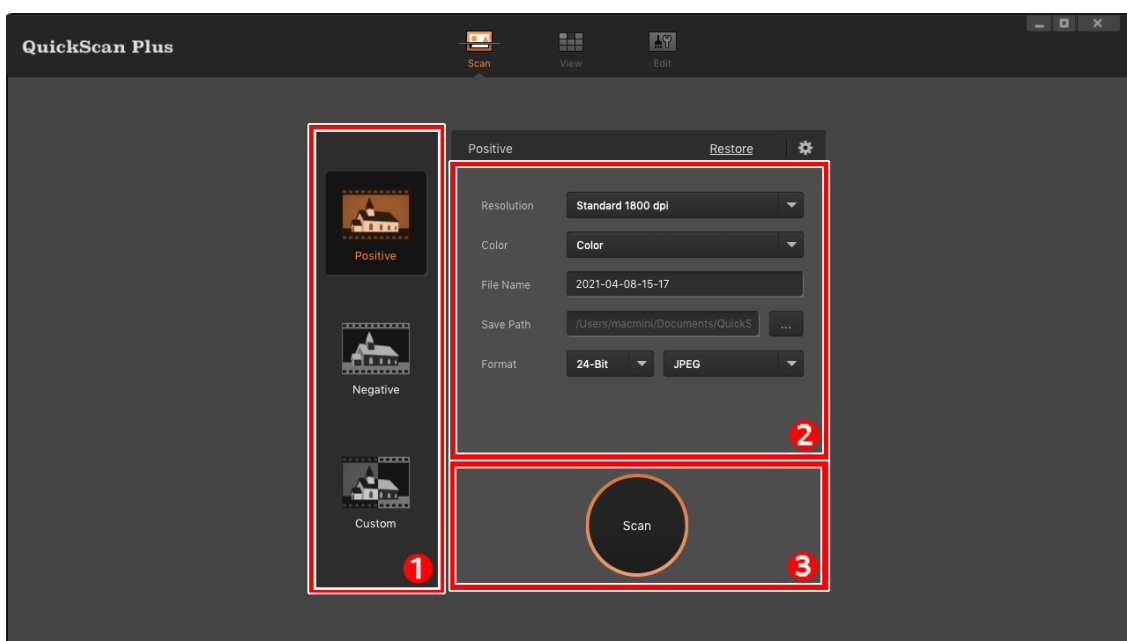 QuickScan Plus
Scan
View
Edit
Positive
Negative
Custom
1
Positive
Restore
Resolution
Standard 1800 dpi
Color
Color
File Name
2021-04-08-15-17
Save Path
/Users/macmini/Documents/QuickS
...
Format
24-Bit
JPEG
2
Scan
3